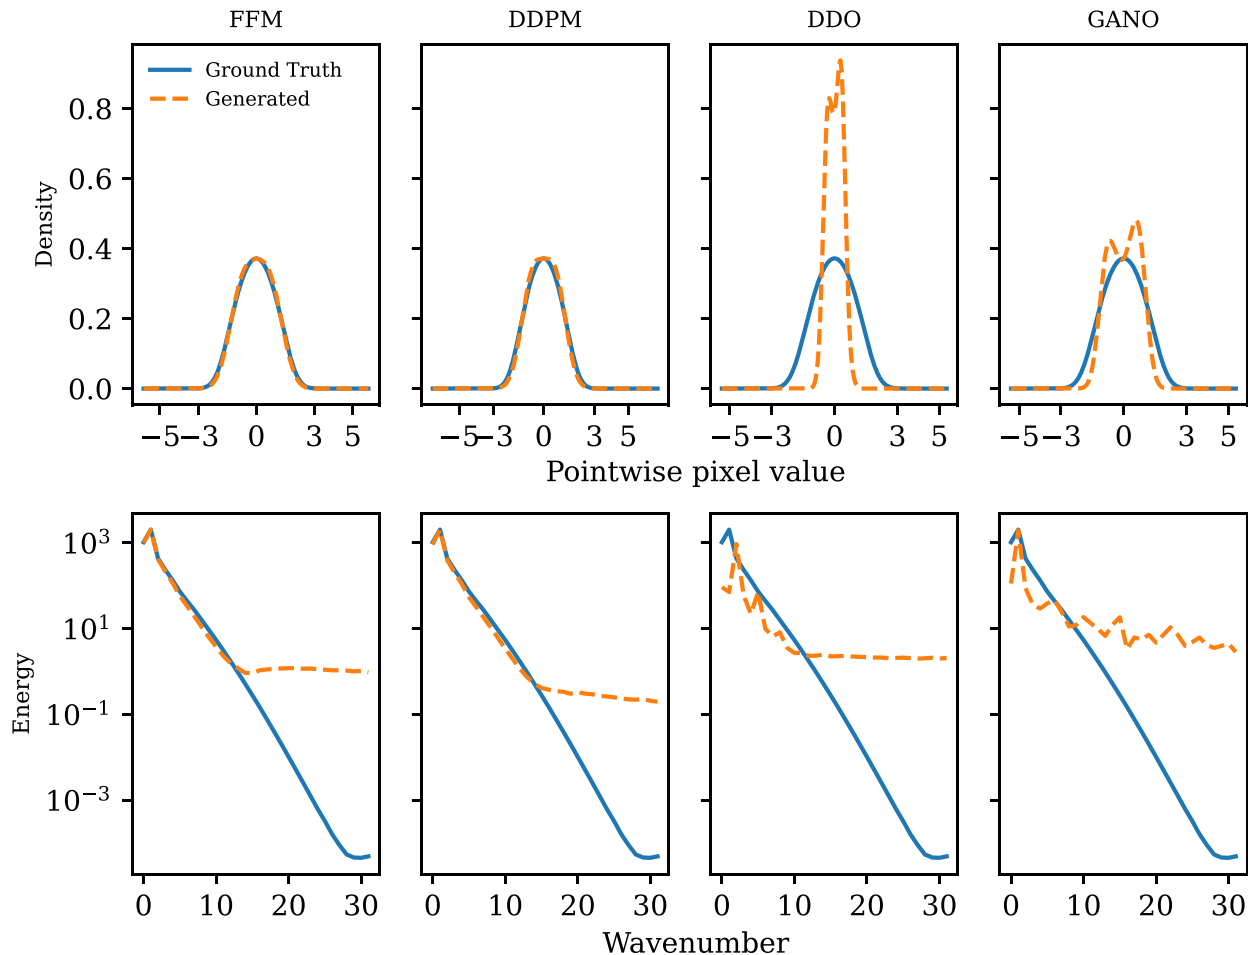 FFM DDPM DDO GANO
Ground Truth
Generated
0.8
0.6
0.4
0.2
0.0
Density
−5 −3 0 3 5 −5 −3 0 3 5 −5 −3 0 3 5 −5 −3 0 3 5
Pointwise pixel value
10³
10¹
10⁻¹
10⁻³
Energy
0 10 20 30 0 10 20 30 0 10 20 30 0 10 20 30
Wavenumber